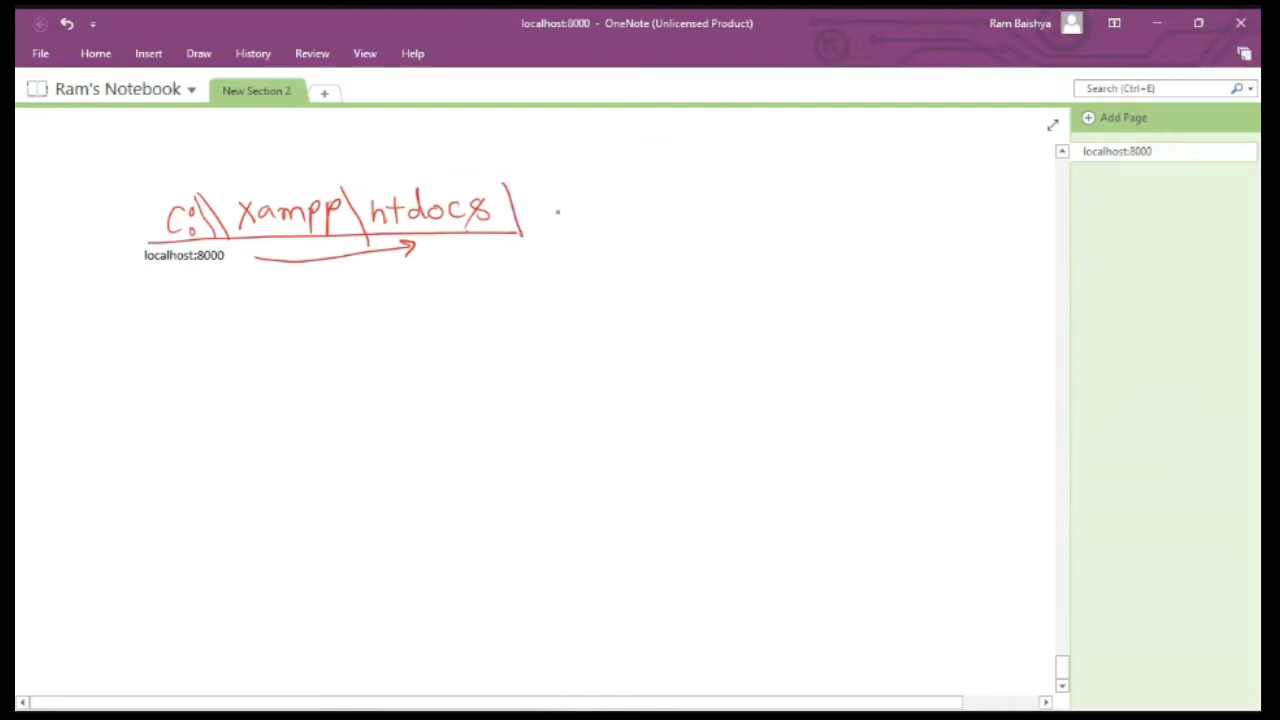 localhost:8000 - OneNote (Unlicensed Product)
Ram Baishya
File Home Insert Draw History Review View Help
Ram's Notebook
New Section 2
+
Search (Ctrl+E)
Add Page
localhost:8000
C:\\ xampp\htdocs\
localhost:8000